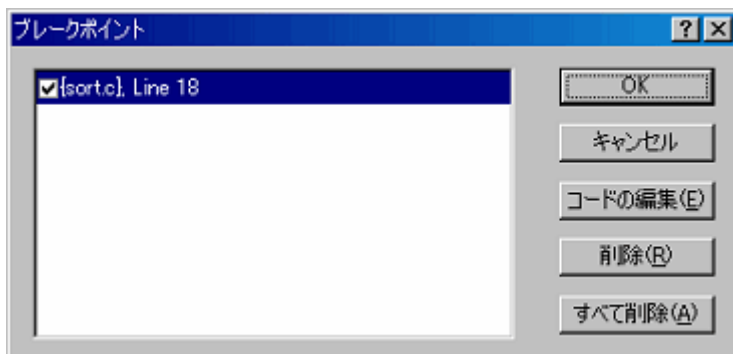 ブレークポイント
{sort.c}, Line 18
OK
キャンセル
コードの編集(E)
削除(R)
すべて削除(A)